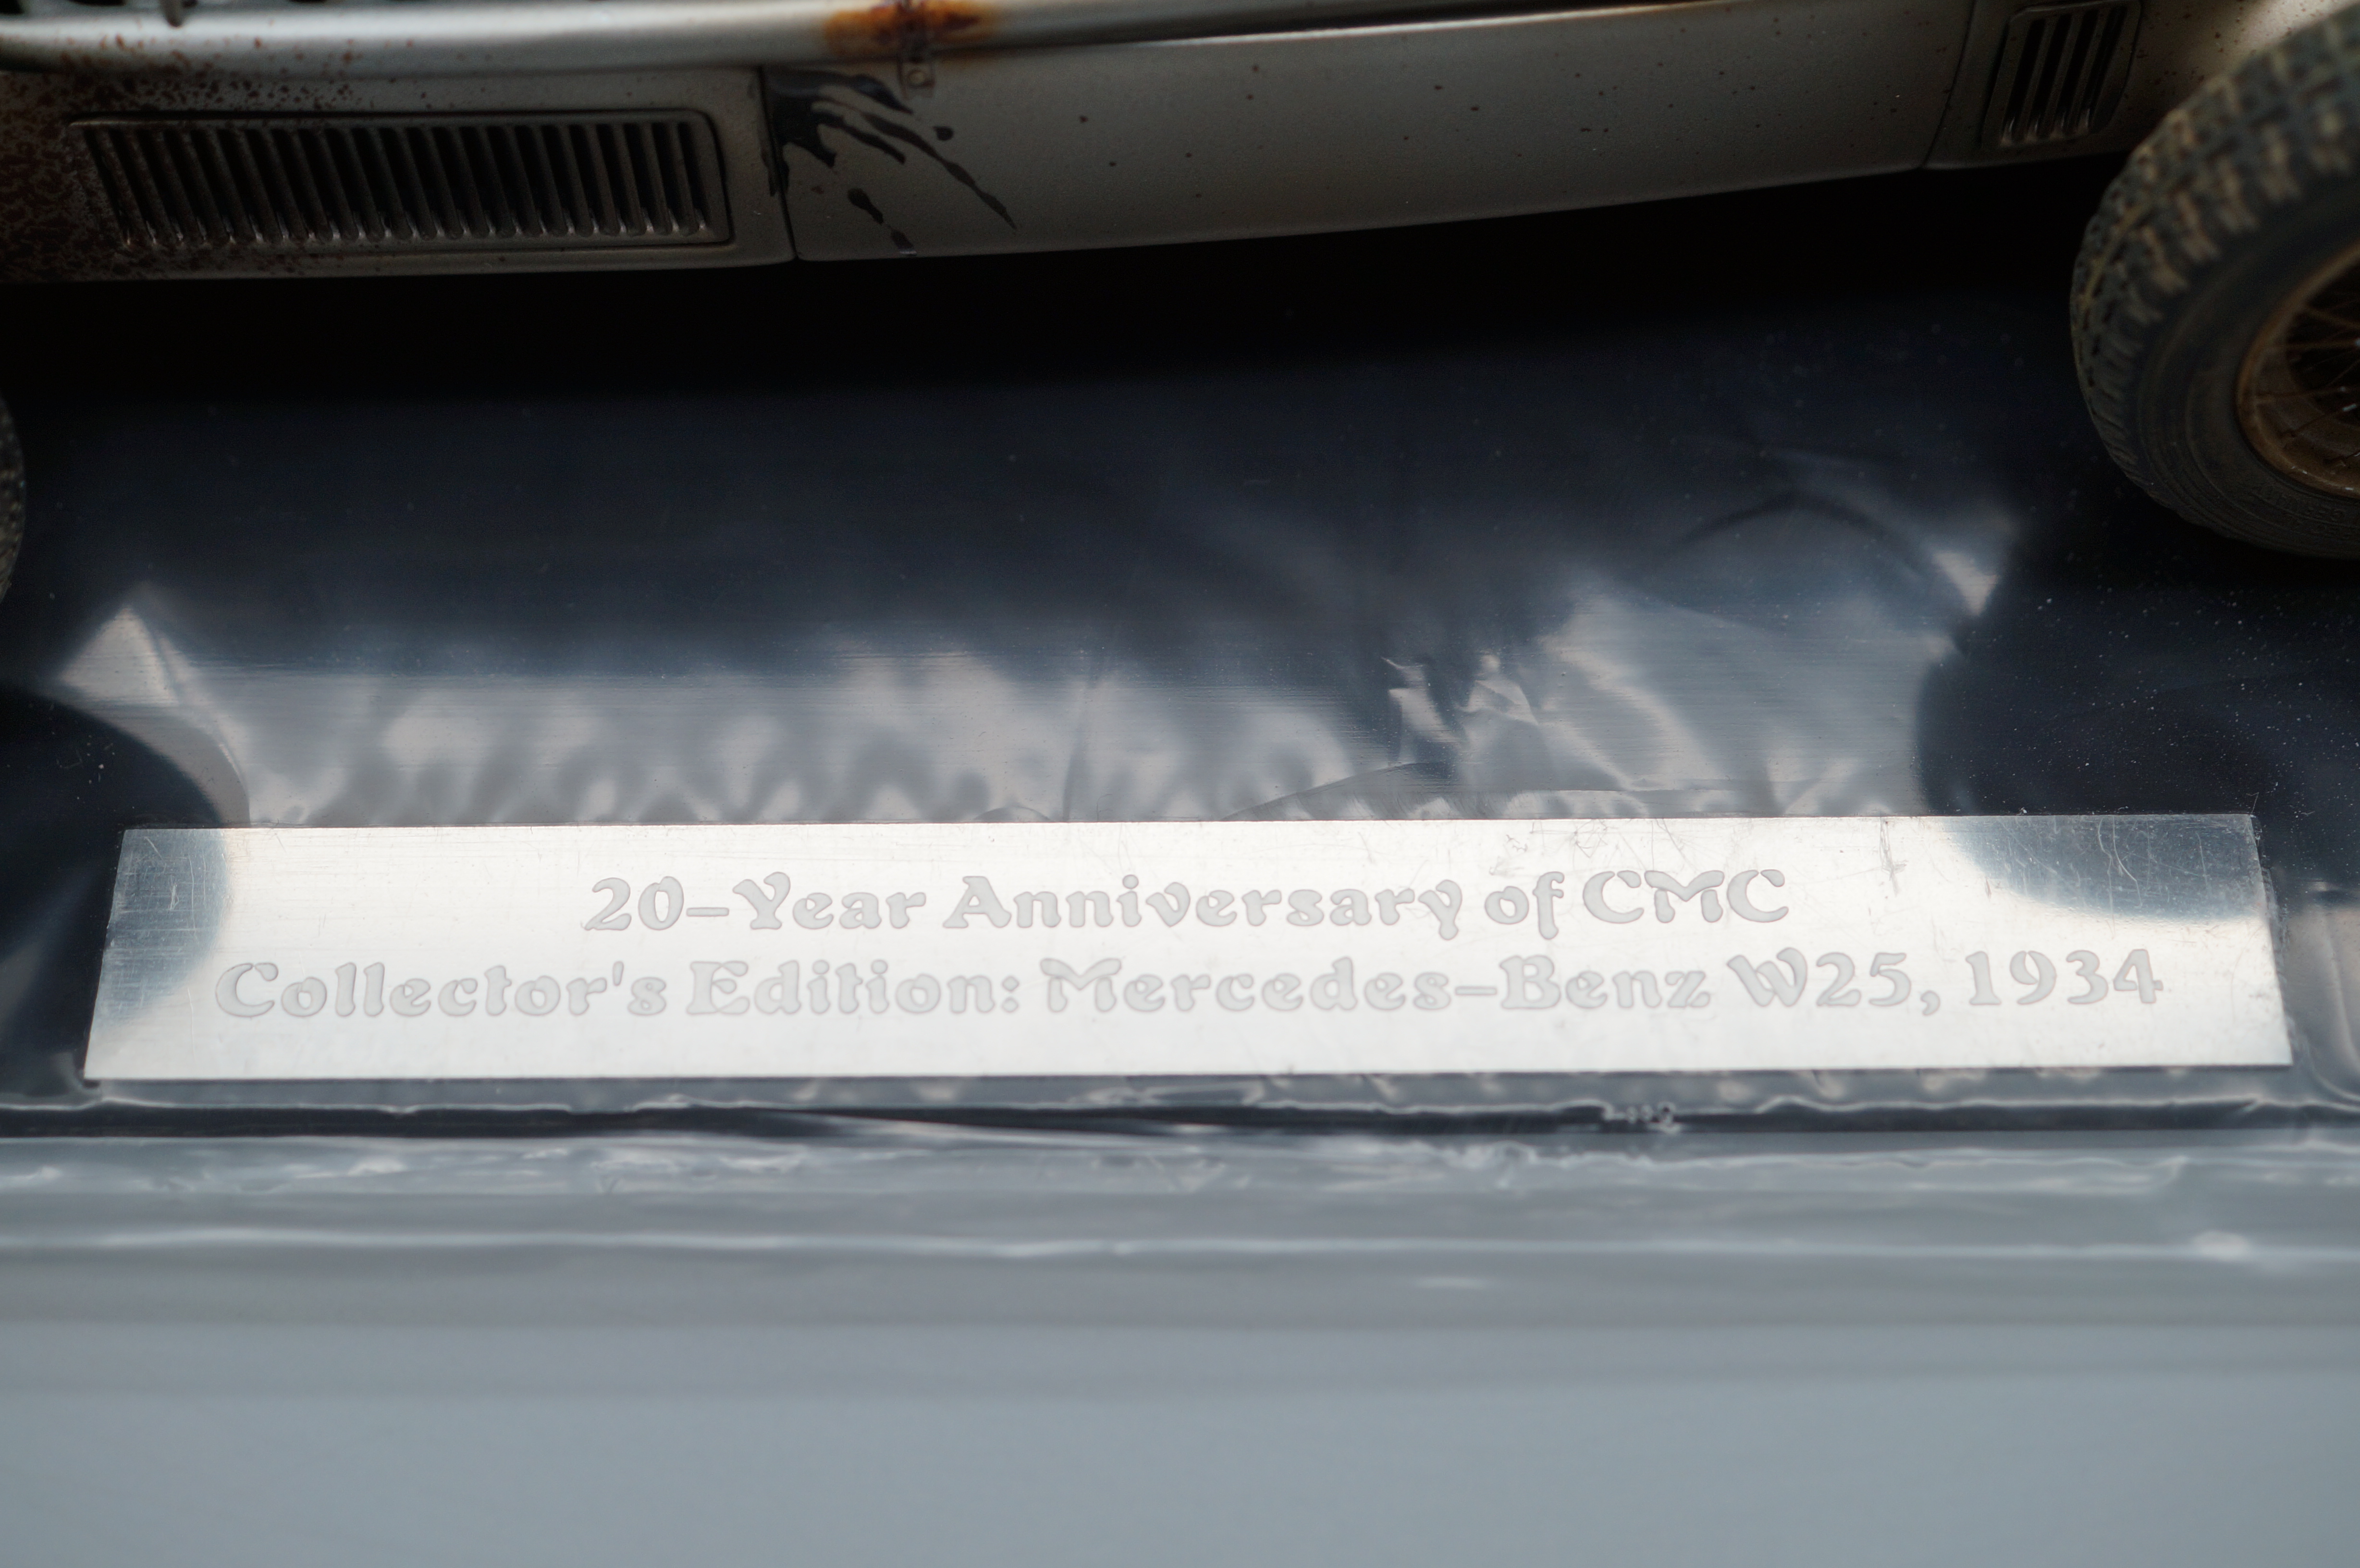 20-Year Anniversary of CMC
Collector's Edition: Mercedes-Benz W25, 1934